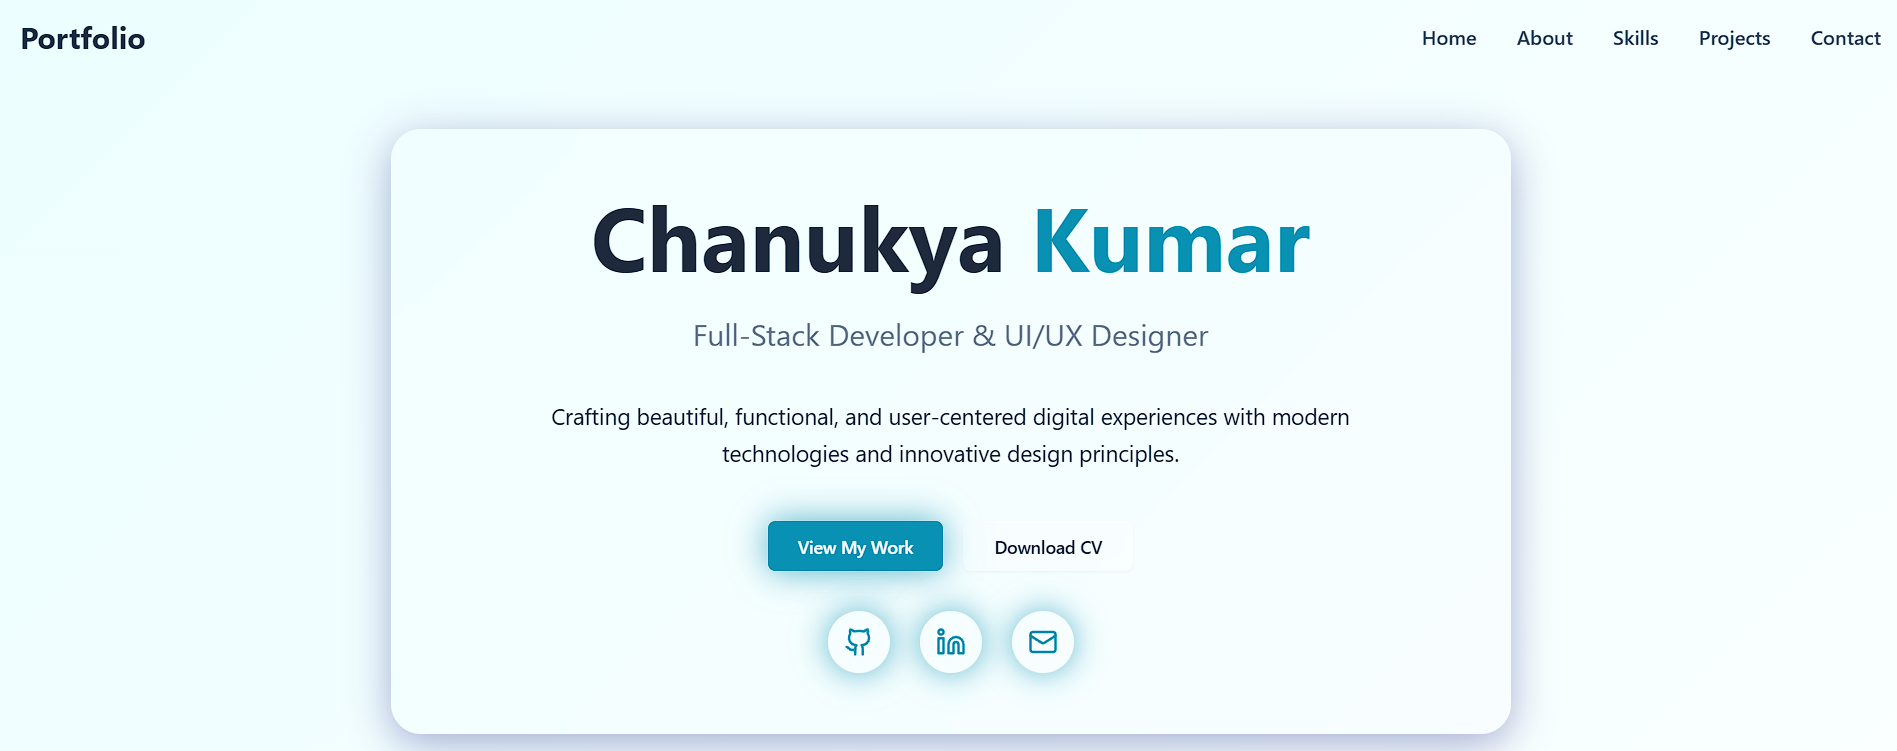 Portfolio
Home About Skills Projects Contact
Chanukya Kumar
Full-Stack Developer & UI/UX Designer
Crafting beautiful, functional, and user-centered digital experiences with modern
technologies and innovative design principles.
View My Work
Download CV